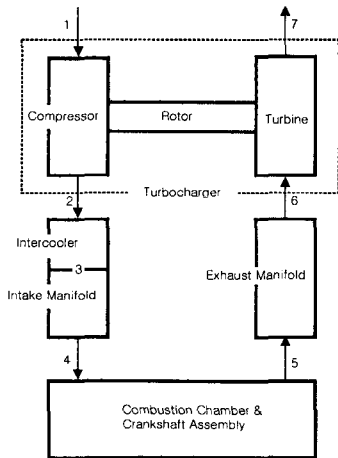 1
7
Compressor
Rotor
Turbine
Turbocharger
2
6
Intercooler
3
Intake Manifold
Exhaust Manifold
4
5
Combustion Chamber &
Crankshaft Assembly